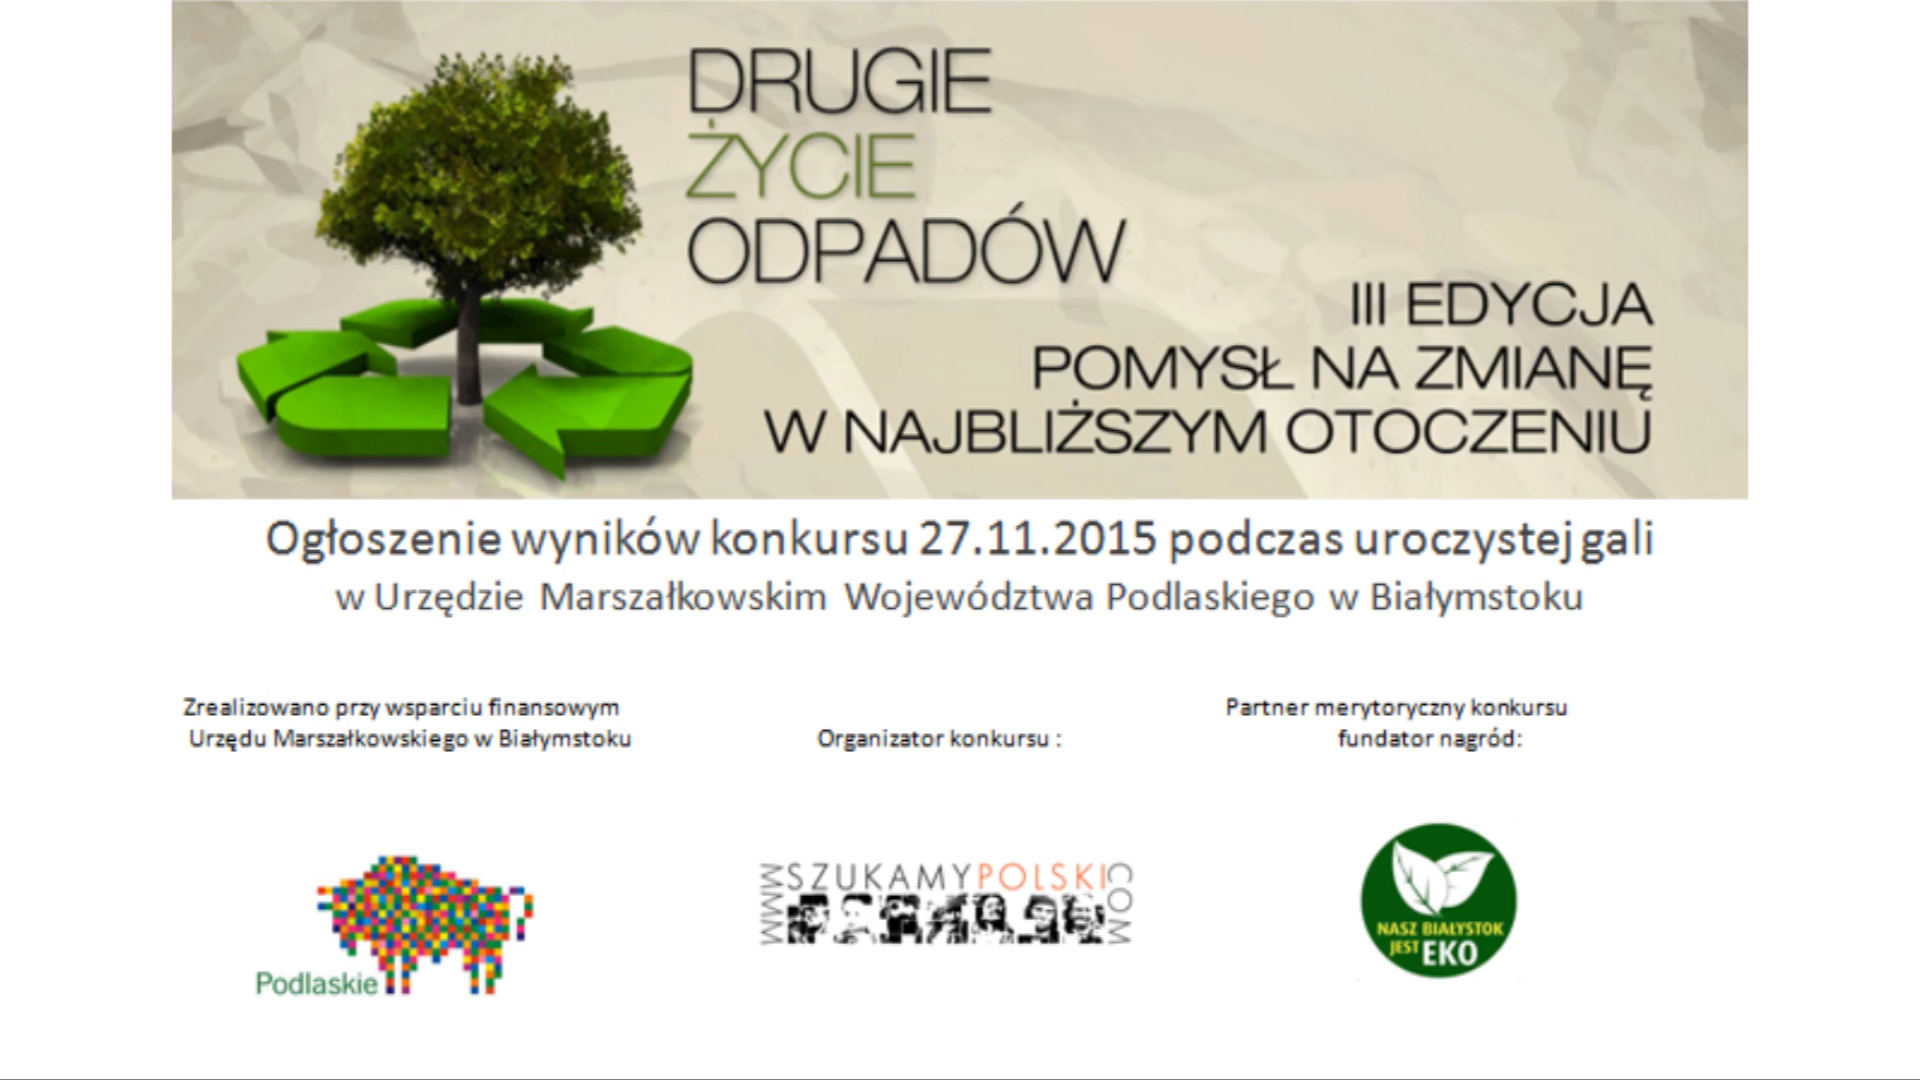 DRUGIE
ŻYCIE
ODPADÓW
III EDYCJA
POMYSŁ NA ZMIANĘ
W NAJBLIŻSZYM OTOCZENIU
Ogłoszenie wyników konkursu 27.11.2015 podczas uroczystej gali
w Urzędzie Marszałkowskim Województwa Podlaskiego w Białymstoku
Zrealizowano przy wsparciu finansowym
Urzędu Marszałkowskiego w Białymstoku
Organizator konkursu :
Partner merytoryczny konkursu
fundator nagród:
Podlaskie
WWW
SZUKAMYPOLSKI
COM
NASZ BIAŁYSTOK
JEST EKO